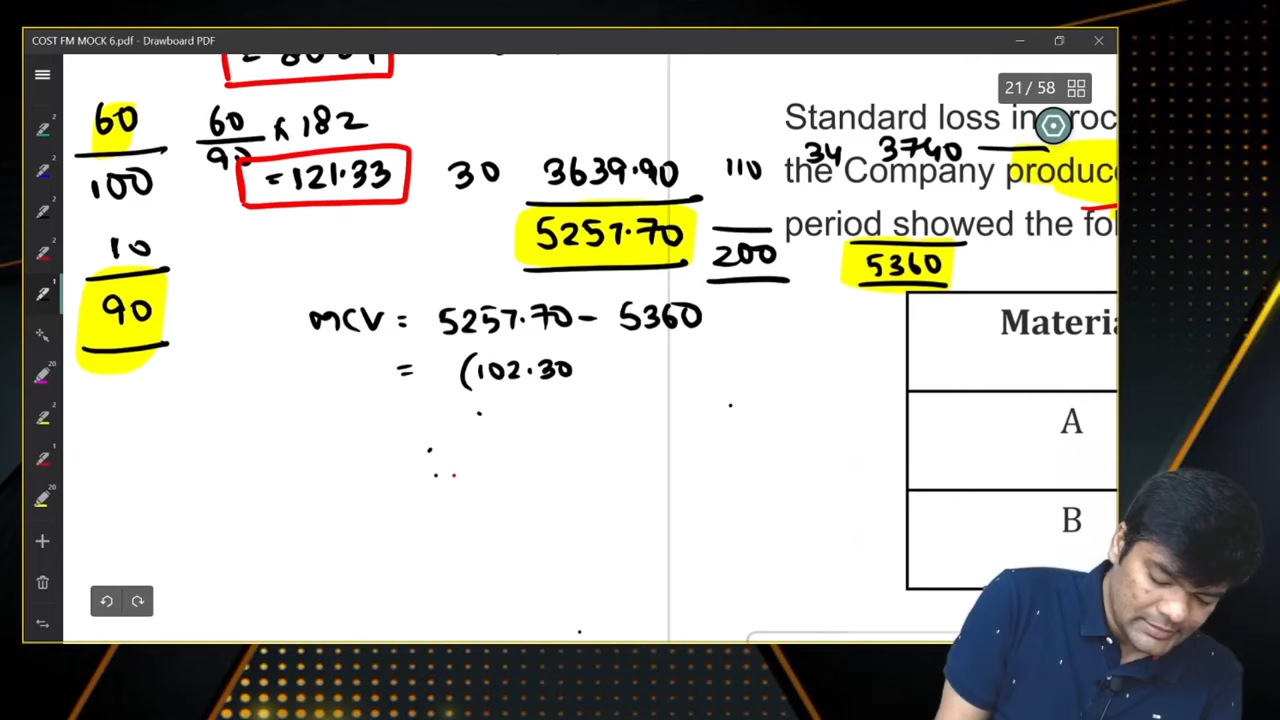 COST FM MOCK 6.pdf - Drawboard PDF
21 / 58
60
100
10
90
60 × 182
90
= 121.33
30 3639.90 110 34 3740
5257.70 200 5360
MCV = 5257.70 - 5360
= (102.30
Standard loss in
the Company produc
period showed the fo
Materia
A
B